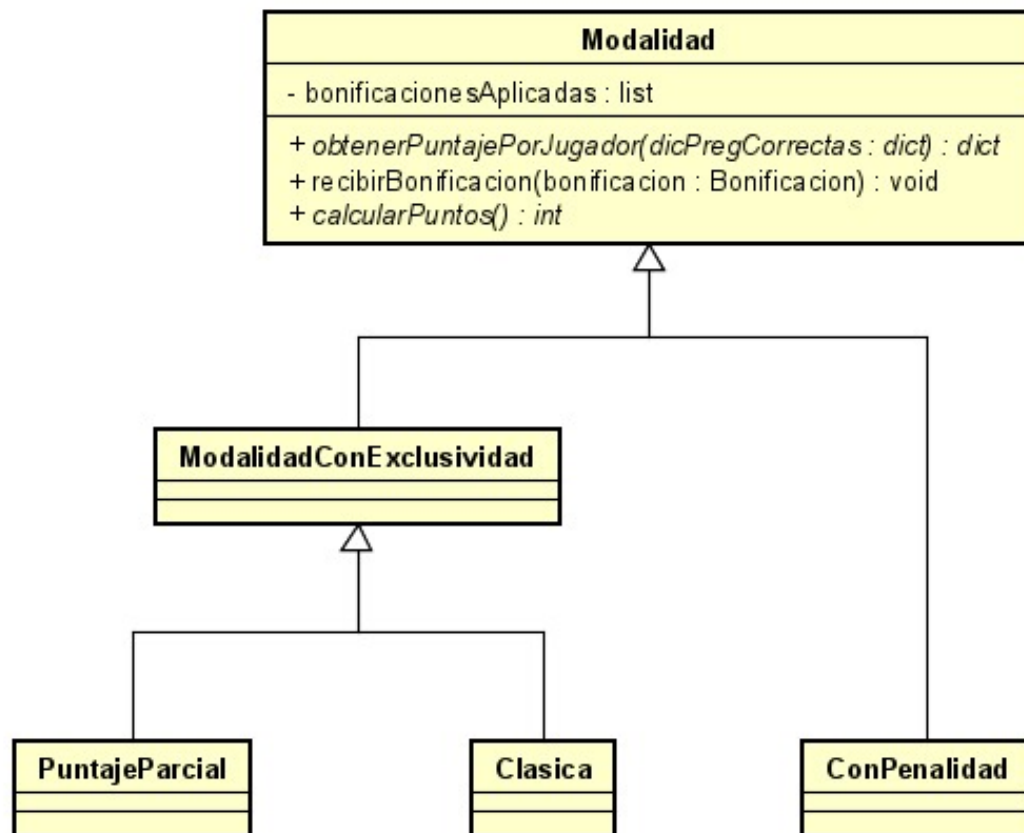 Modalidad
- bonificacionesAplicadas : list
+ obtenerPuntajePorJugador(dicPregCorrectas : dict) : dict
+ recibirBonificacion(bonificacion : Bonificacion) : void
+ calcularPuntos() : int
ModalidadConExclusividad
PuntajeParcial
Clasica
ConPenalidad